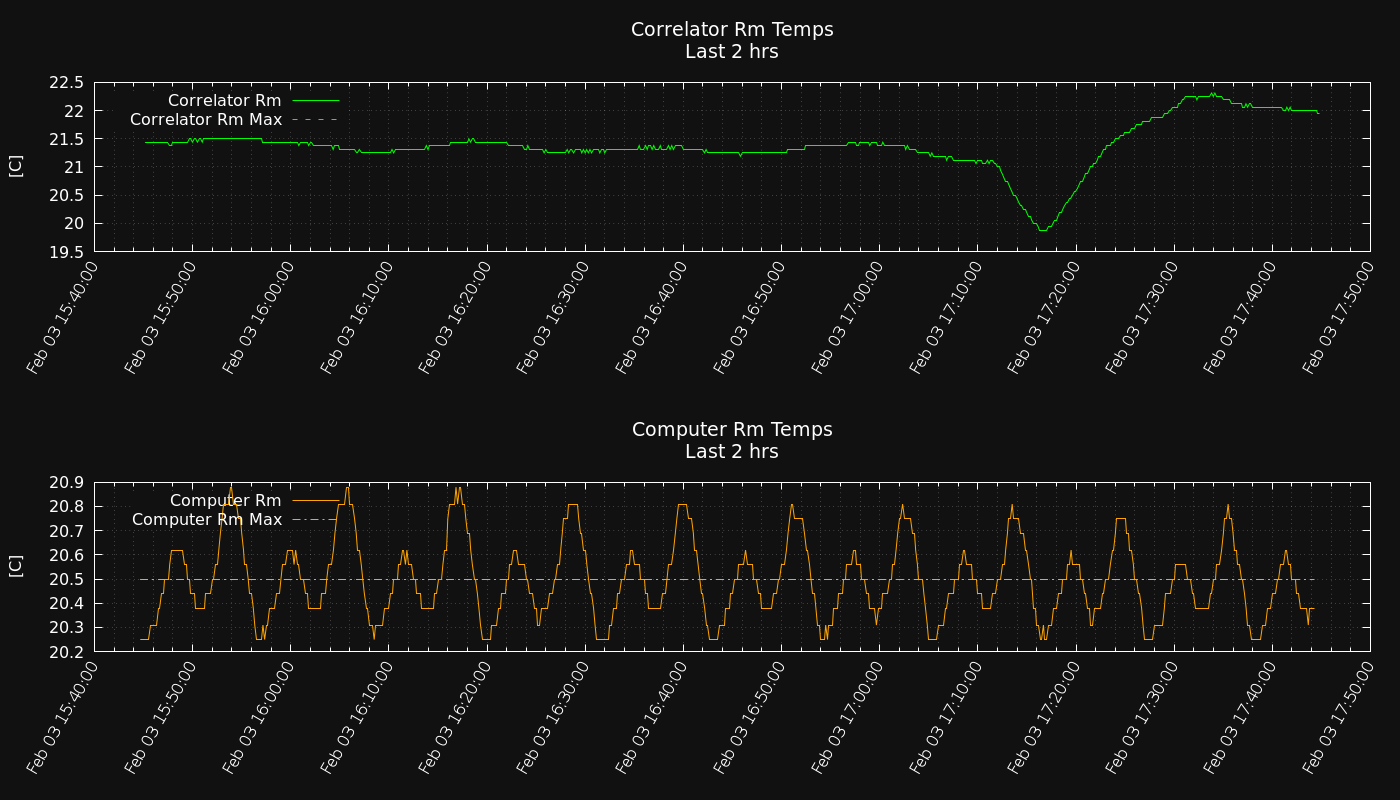 Correlator Rm Temps
Last 2 hrs
[C]
22.5
22
21.5
21
20.5
20
19.5
Correlator Rm
Correlator Rm Max
Feb 03 15:40:00
Feb 03 15:50:00
Feb 03 16:00:00
Feb 03 16:10:00
Feb 03 16:20:00
Feb 03 16:30:00
Feb 03 16:40:00
Feb 03 16:50:00
Feb 03 17:00:00
Feb 03 17:10:00
Feb 03 17:20:00
Feb 03 17:30:00
Feb 03 17:40:00
Feb 03 17:50:00
Computer Rm Temps
Last 2 hrs
[C]
20.9
20.8
20.7
20.6
20.5
20.4
20.3
20.2
Computer Rm
Computer Rm Max
Feb 03 15:40:00
Feb 03 15:50:00
Feb 03 16:00:00
Feb 03 16:10:00
Feb 03 16:20:00
Feb 03 16:30:00
Feb 03 16:40:00
Feb 03 16:50:00
Feb 03 17:00:00
Feb 03 17:10:00
Feb 03 17:20:00
Feb 03 17:30:00
Feb 03 17:40:00
Feb 03 17:50:00